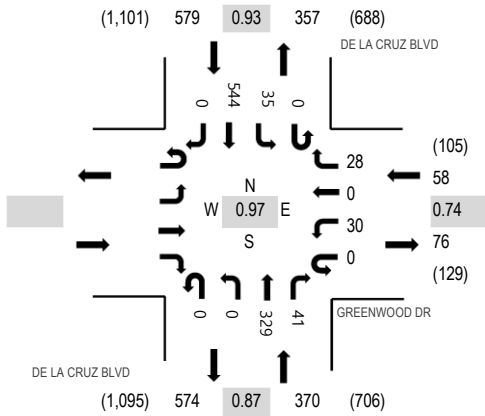 (1,101) 579 0.93 357 (688)
DE LA CRUZ BLVD
0 544 35 0
(105)
28 58
N
0
W 0.97 E 0.74
S
30 76
0 (129)
0 0 329 41
GREENWOOD DR
DE LA CRUZ BLVD
(1,095) 574 0.87 370 (706)